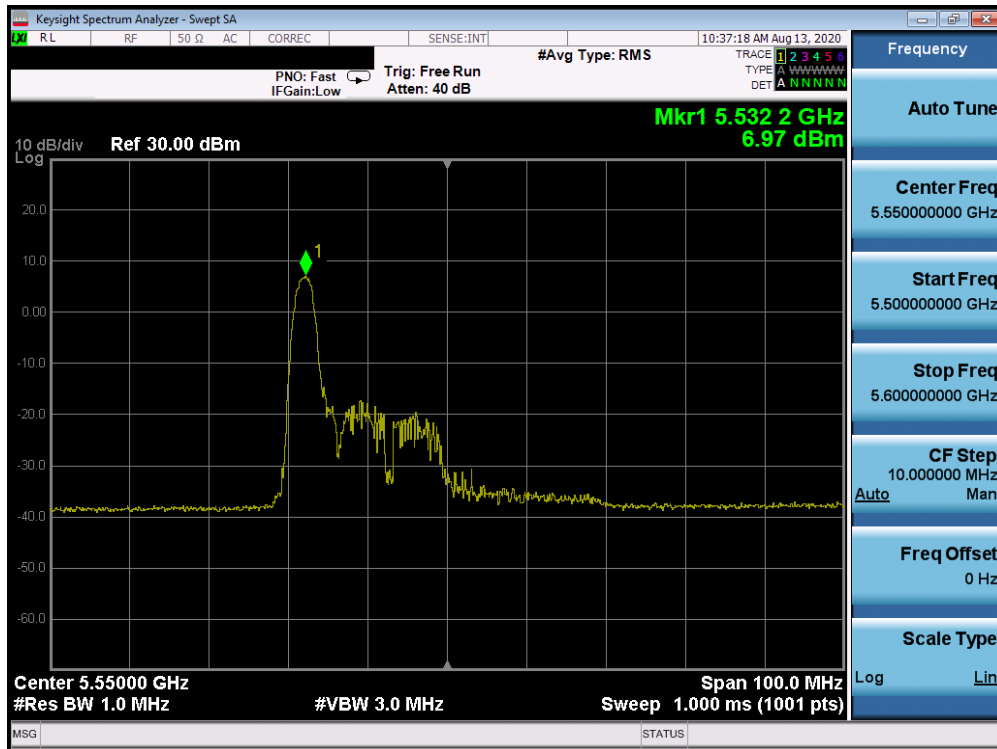 Keysight Spectrum Analyzer - Swept SA
LXI RL RF 50 Ω AC CORREC SENSE:INT 10:37:18 AM Aug 13, 2020
#Avg Type: RMS TRACE 1 2 3 4 5 6
PNO: Fast Trig: Free Run TYPE A WWWWW
IFGain:Low Atten: 40 dB DET A N N N N N
Mkr1 5.532 2 GHz
6.97 dBm
10 dB/div Ref 30.00 dBm
Log
20.0
10.0
0.00
-10.0
-20.0
-30.0
-40.0
-50.0
-60.0
1
Center 5.55000 GHz Span 100.0 MHz
#Res BW 1.0 MHz #VBW 3.0 MHz Sweep 1.000 ms (1001 pts)
MSG STATUS
Frequency
Auto Tune
Center Freq
5.550000000 GHz
Start Freq
5.500000000 GHz
Stop Freq
5.600000000 GHz
CF Step
10.000000 MHz
Auto Man
Freq Offset
0 Hz
Scale Type
Log Lin